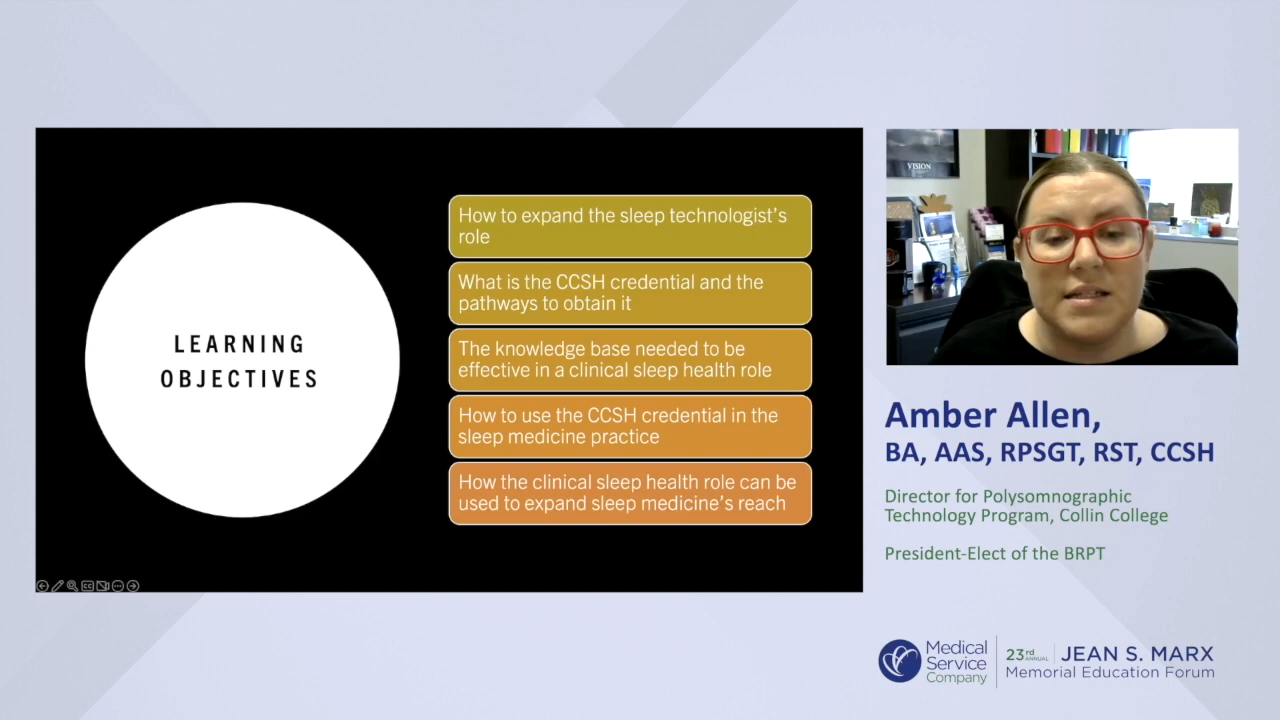 LEARNING
OBJECTIVES
How to expand the sleep technologist's
role
What is the CCSH credential and the
pathways to obtain it
The knowledge base needed to be
effective in a clinical sleep health role
How to use the CCSH credential in the
sleep medicine practice
How the clinical sleep health role can be
used to expand sleep medicine's reach
VISION
Amber Allen,
BA, AAS, RPSGT, RST, CCSH
Director for Polysomnographic
Technology Program, Collin College
President-Elect of the BRPT
Medical
Service
Company
23rd ANNUAL JEAN S. MARX
Memorial Education Forum